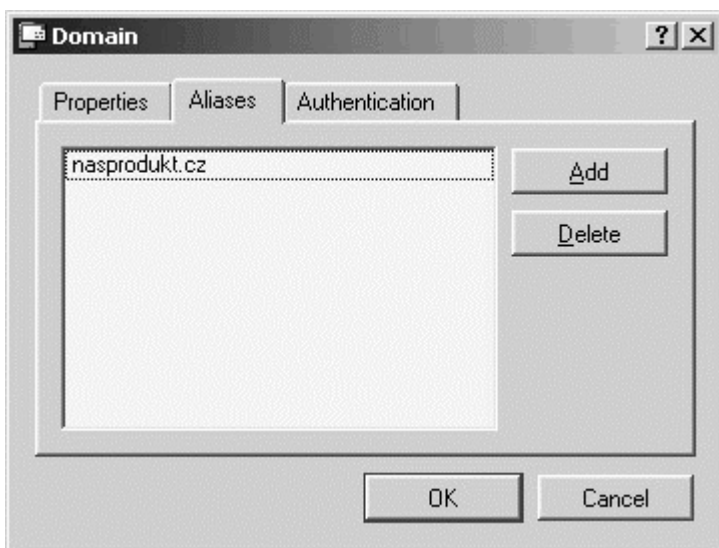 Domain
Properties Aliases Authentication
nasprodukt.cz
Add
Delete
OK Cancel